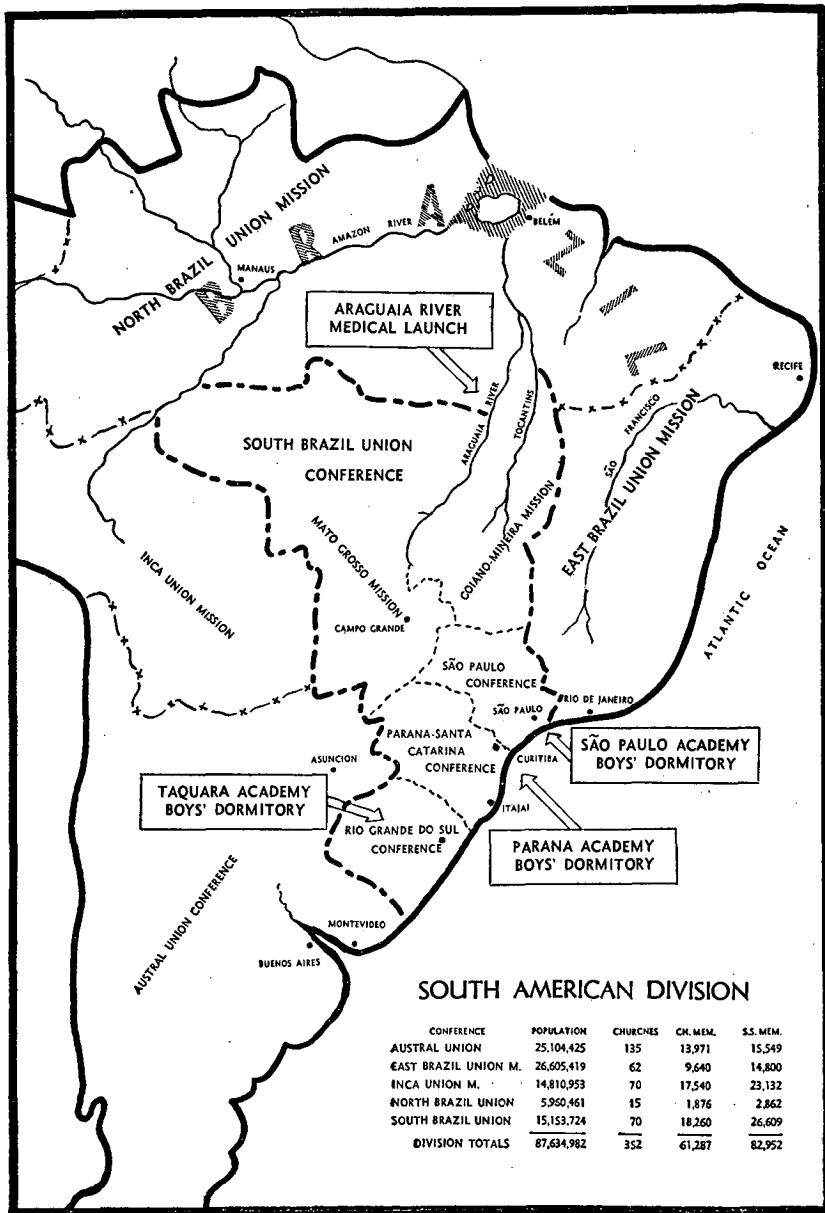 NORTH BRAZIL UNION MISSION
BRAZIL
AMAZON RIVER
MANAUS
BELÉM
ARAGUAIA RIVER
MEDICAL LAUNCH
RECIFE
ARAGUAIA RIVER
TOCANTINS
SÃO FRANCISCO
SOUTH BRAZIL UNION
CONFERENCE
EAST BRAZIL UNION MISSION
INCA UNION MISSION
MATO GROSSO MISSION
GOIANO-MINEIRA MISSION
ATLANTIC OCEAN
CAMPO GRANDE
SÃO PAULO
CONFERENCE
SÃO PAULO
RIO DE JANEIRO
PARANA-SANTA
CATARINA
CONFERENCE
CURITIBA
SÃO PAULO ACADEMY
BOYS' DORMITORY
ASUNCION
TAQUARA ACADEMY
BOYS' DORMITORY
ITAJAI
RIO GRANDE DO SUL
CONFERENCE
PARANA ACADEMY
BOYS' DORMITORY
AUSTRAL UNION CONFERENCE
MONTEVIDEO
BUENOS AIRES
SOUTH AMERICAN DIVISION
CONFERENCE POPULATION CHURCHES CH. MEM. S.S. MEM.
AUSTRAL UNION 25,104,425 135 13,971 15,549
EAST BRAZIL UNION M. 26,605,419 62 9,640 14,800
INCA UNION M. 14,810,953 70 17,540 23,132
NORTH BRAZIL UNION 5,960,461 15 1,876 2,862
SOUTH BRAZIL UNION 15,153,724 70 18,260 26,609
DIVISION TOTALS 87,634,982 352 61,287 82,952